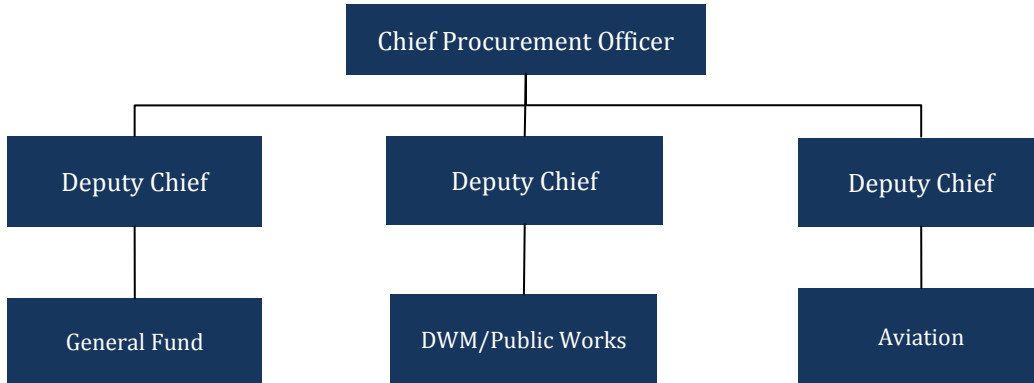 Chief Procurement Officer
Deputy Chief
Deputy Chief
Deputy Chief
General Fund
DWM/Public Works
Aviation